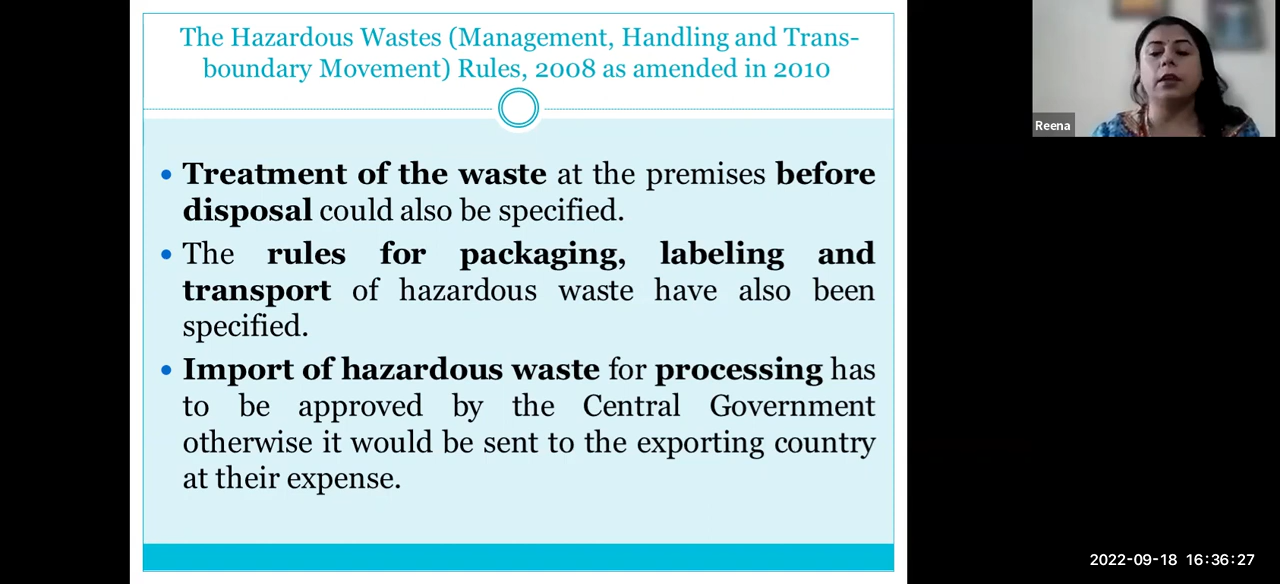 The Hazardous Wastes (Management, Handling and Trans-
boundary Movement) Rules, 2008 as amended in 2010
• Treatment of the waste at the premises before
disposal could also be specified.
• The rules for packaging, labeling and
transport of hazardous waste have also been
specified.
• Import of hazardous waste for processing has
to be approved by the Central Government
otherwise it would be sent to the exporting country
at their expense.
Reena
2022-09-18 16:36:27